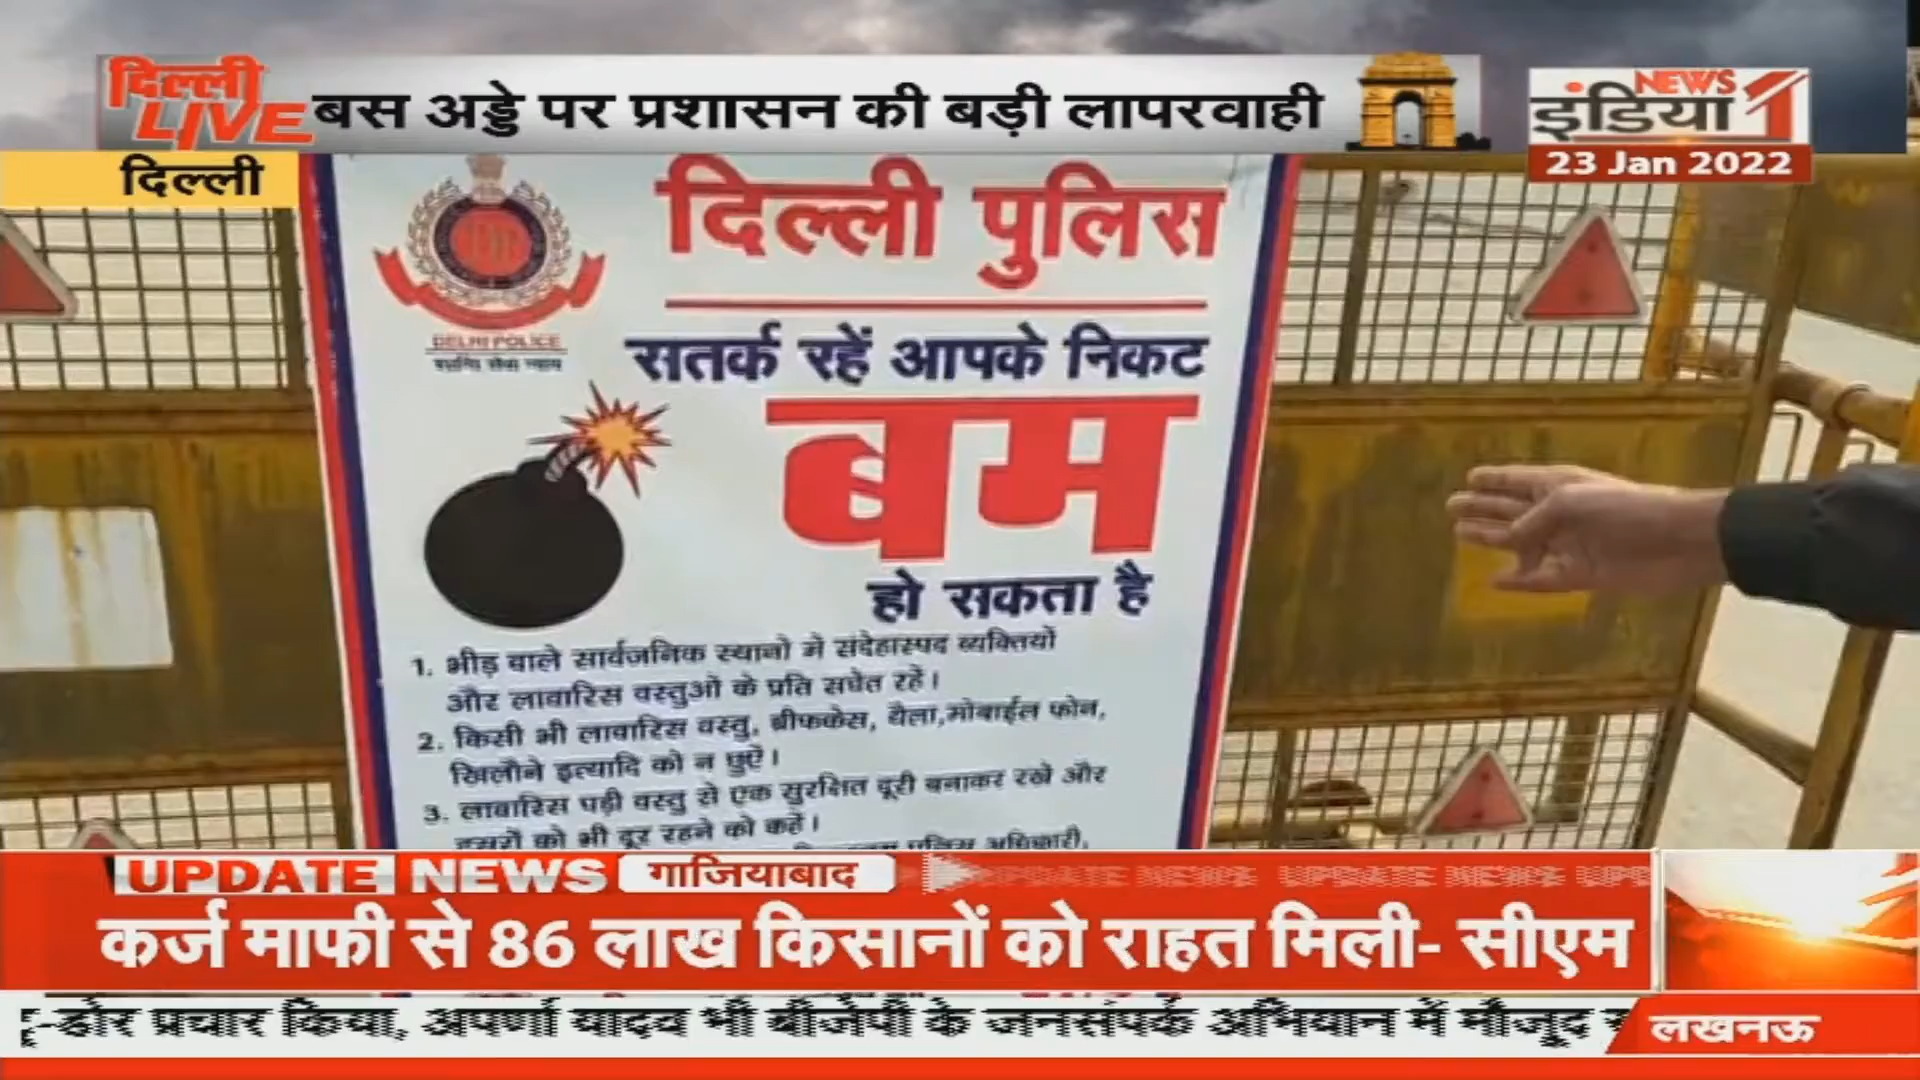 दिल्ली
LIVE
बस अड्डे पर प्रशासन की बड़ी लापरवाही
NEWS
इंडिया 1
23 Jan 2022
दिल्ली
दिल्ली पुलिस
DELHI POLICE
सतर्क रहें आपके निकट
बम
हो सकता है
1. भीड़ वाले सार्वजनिक स्थानो मे संदेहास्पद व्यक्तियों
और लावारिस वस्तुओ के प्रति सचेत रहें।
2. किसी भी लावारिस वस्तु, ब्रीफकेस, थैला,मोबाईल फोन,
खिलौने इत्यादि को न छुऐं।
3. लावारिस पड़ी वस्तु से एक सुरक्षित दूरी बनाकर रखे और
दूसरों को भी दूर रहने को कहें।
पुलिस अधिकारी,
UPDATE NEWS गाजियाबाद
कर्ज माफी से 86 लाख किसानों को राहत मिली- सीएम
-डोर प्रचार किया, अपर्णा यादव भी बीजेपी के जनसंपर्क अभियान में मौजूद
लखनऊ